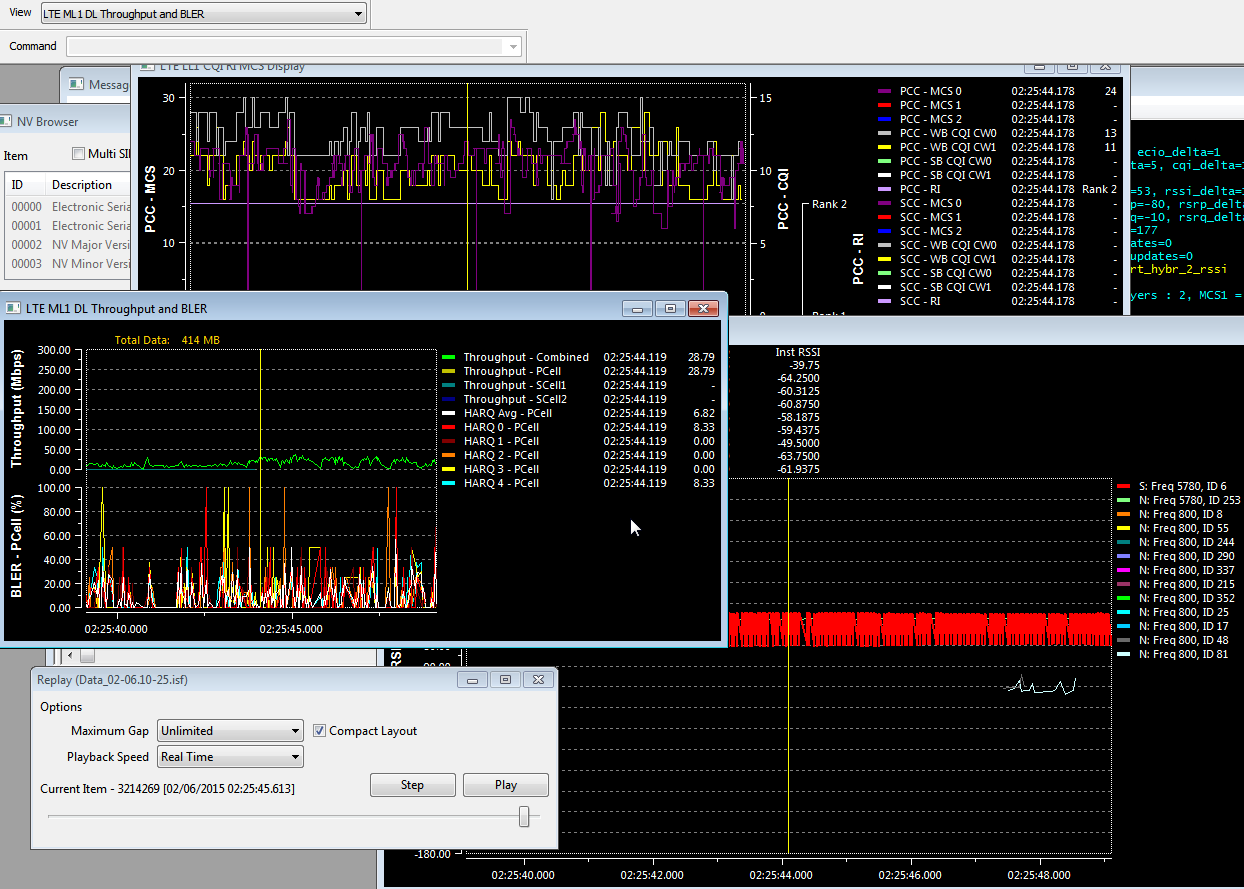 View LTE ML1 DL Throughput and BLER
Command
LTE LL1 CQI RI MCS Display
Messag
NV Browser
Item Multi SI
ID Description
00000 Electronic Seria
00001 Electronic Seria
00002 NV Major Versi
00003 NV Minor Versi
PCC - MCS
30
20
10
15
10
5
0
PCC - CQI
Rank 2
Rank 1
PCC - RI
PCC - MCS 0 02:25:44.178 24
PCC - MCS 1 02:25:44.178 -
PCC - MCS 2 02:25:44.178 -
PCC - WB CQI CW0 02:25:44.178 13
PCC - WB CQI CW1 02:25:44.178 11
PCC - SB CQI CW0 02:25:44.178 -
PCC - SB CQI CW1 02:25:44.178 -
PCC - RI 02:25:44.178 Rank 2
SCC - MCS 0 02:25:44.178 -
SCC - MCS 1 02:25:44.178 -
SCC - MCS 2 02:25:44.178 -
SCC - WB CQI CW0 02:25:44.178 -
SCC - WB CQI CW1 02:25:44.178 -
SCC - SB CQI CW0 02:25:44.178 -
SCC - SB CQI CW1 02:25:44.178 -
SCC - RI 02:25:44.178 -
ecio_delta=1
ta=5, cqi_delta=
=53, rssi_delta=
p=-80, rsrp_delta
q=-10, rsrq_delta
=177
ates=0
updates=0
rt_hybr_2_rssi
yers : 2, MCS1 =
LTE ML1 DL Throughput and BLER
Total Data: 414 MB
Throughput (Mbps)
300.00
250.00
200.00
150.00
100.00
50.00
0.00
BLER - PCell (%)
100.00
80.00
60.00
40.00
20.00
0.00
02:25:40.000 02:25:45.000
Throughput - Combined 02:25:44.119 28.79
Throughput - PCell 02:25:44.119 28.79
Throughput - SCell1 02:25:44.119 -
Throughput - SCell2 02:25:44.119 -
HARQ Avg - PCell 02:25:44.119 6.82
HARQ 0 - PCell 02:25:44.119 8.33
HARQ 1 - PCell 02:25:44.119 0.00
HARQ 2 - PCell 02:25:44.119 0.00
HARQ 3 - PCell 02:25:44.119 0.00
HARQ 4 - PCell 02:25:44.119 8.33
Inst RSSI
-39.75
-64.2500
-60.3125
-60.8750
-58.1875
-59.4375
-49.5000
-63.7500
-61.9375
S: Freq 5780, ID 6
N: Freq 5780, ID 253
N: Freq 800, ID 8
N: Freq 800, ID 55
N: Freq 800, ID 244
N: Freq 800, ID 290
N: Freq 800, ID 337
N: Freq 800, ID 215
N: Freq 800, ID 352
N: Freq 800, ID 25
N: Freq 800, ID 17
N: Freq 800, ID 48
N: Freq 800, ID 81
-180.00
02:25:40.000 02:25:42.000 02:25:44.000 02:25:46.000 02:25:48.000
Replay (Data_02-06.10-25.isf)
Options
Maximum Gap Unlimited Compact Layout
Playback Speed Real Time
Current Item - 3214269 [02/06/2015 02:25:45.613] Step Play